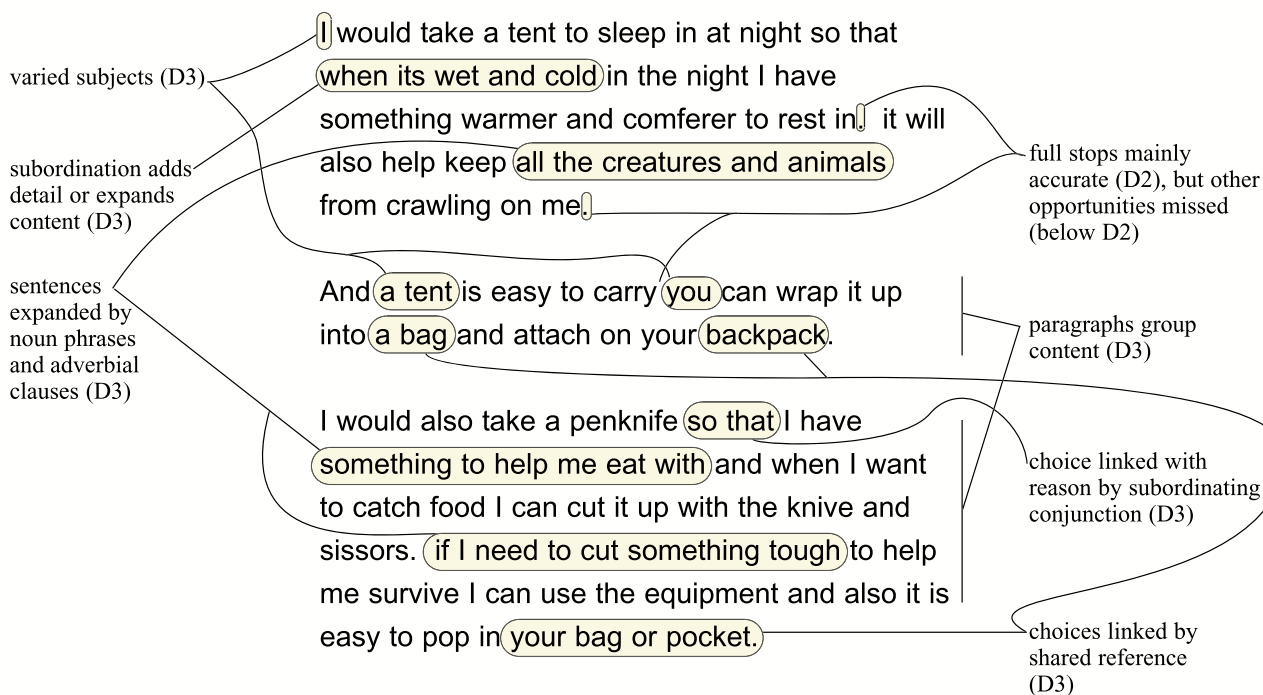 I would take a tent to sleep in at night so that
when its wet and cold in the night I have
something warmer and comferer to rest in. it will
also help keep all the creatures and animals
from crawling on me.
And a tent is easy to carry you can wrap it up
into a bag and attach on your backpack.
I would also take a penknife so that I have
something to help me eat with and when I want
to catch food I can cut it up with the knive and
sissors. if I need to cut something tough to help
me survive I can use the equipment and also it is
easy to pop in your bag or pocket.
varied subjects (D3)
subordination adds
detail or expands
content (D3)
sentences
expanded by
noun phrases
and adverbial
clauses (D3)
full stops mainly
accurate (D2), but other
opportunities missed
(below D2)
paragraphs group
content (D3)
choice linked with
reason by subordinating
conjunction (D3)
choices linked by
shared reference
(D3)